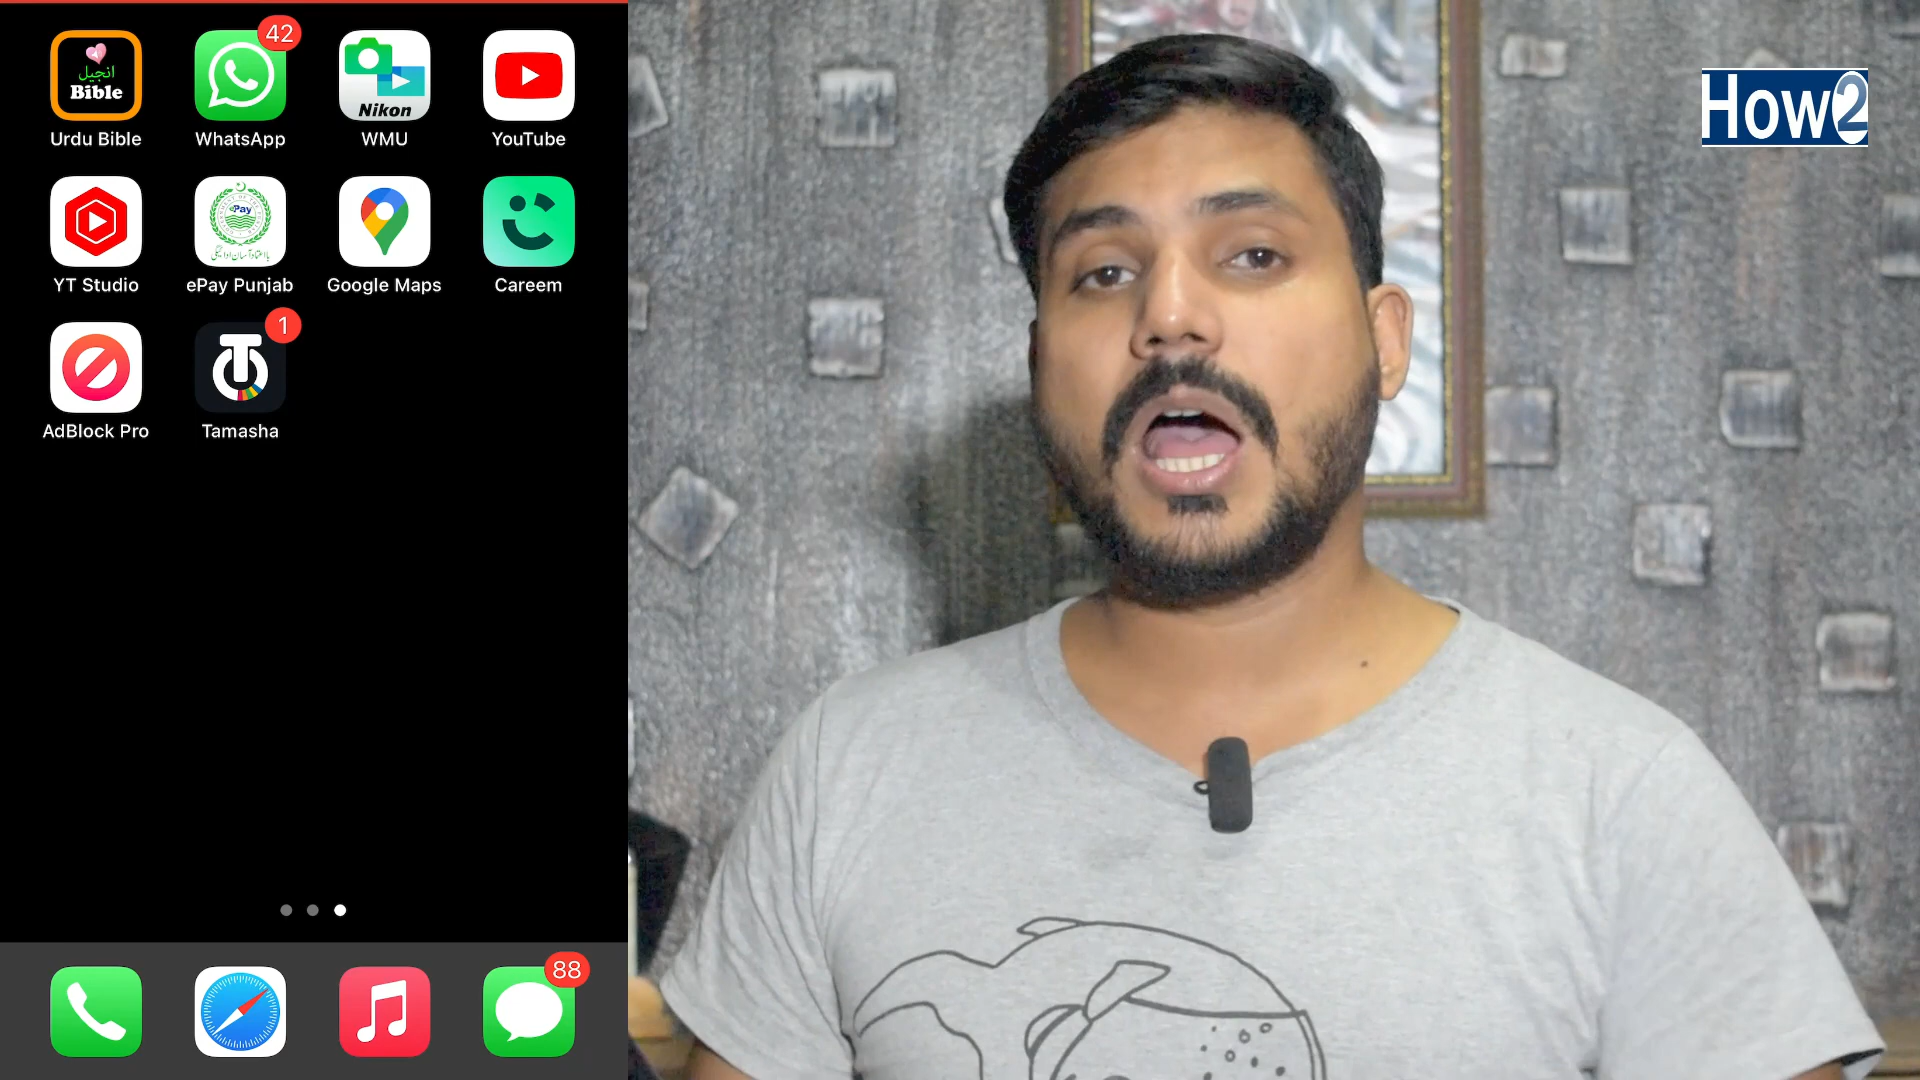 انجیل
Bible
42
Nikon
Urdu Bible
WhatsApp
WMU
YouTube
ePay
YT Studio
ePay Punjab
Google Maps
Careem
1
AdBlock Pro
Tamasha
88
How2